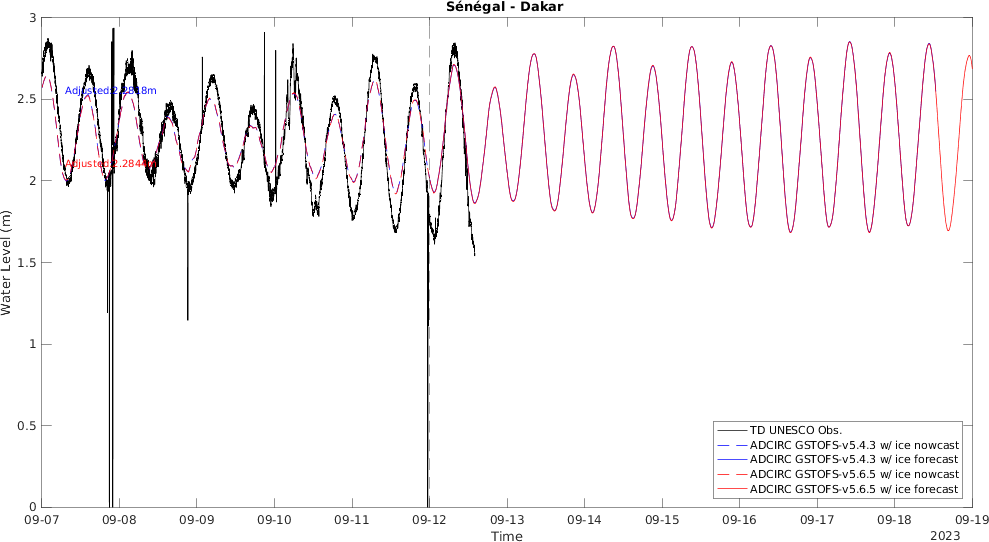 Sénégal - Dakar
Water Level (m)
3
2.5
2
1.5
1
0.5
0
09-07
09-08
09-09
09-10
09-11
09-12
09-13
09-14
09-15
09-16
09-17
09-18
09-19
Time
2023
TD UNESCO Obs.
ADCIRC GSTOFS-v5.4.3 w/ ice nowcast
ADCIRC GSTOFS-v5.4.3 w/ ice forecast
ADCIRC GSTOFS-v5.6.5 w/ ice nowcast
ADCIRC GSTOFS-v5.6.5 w/ ice forecast